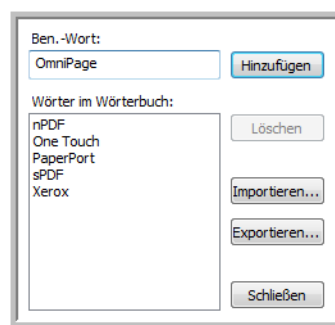 Ben.-Wort:
OmniPage
Hinzufügen
Wörter im Wörterbuch:
nPDF
One Touch
PaperPort
sPDF
Xerox
Löschen
Importieren...
Exportieren...
Schließen